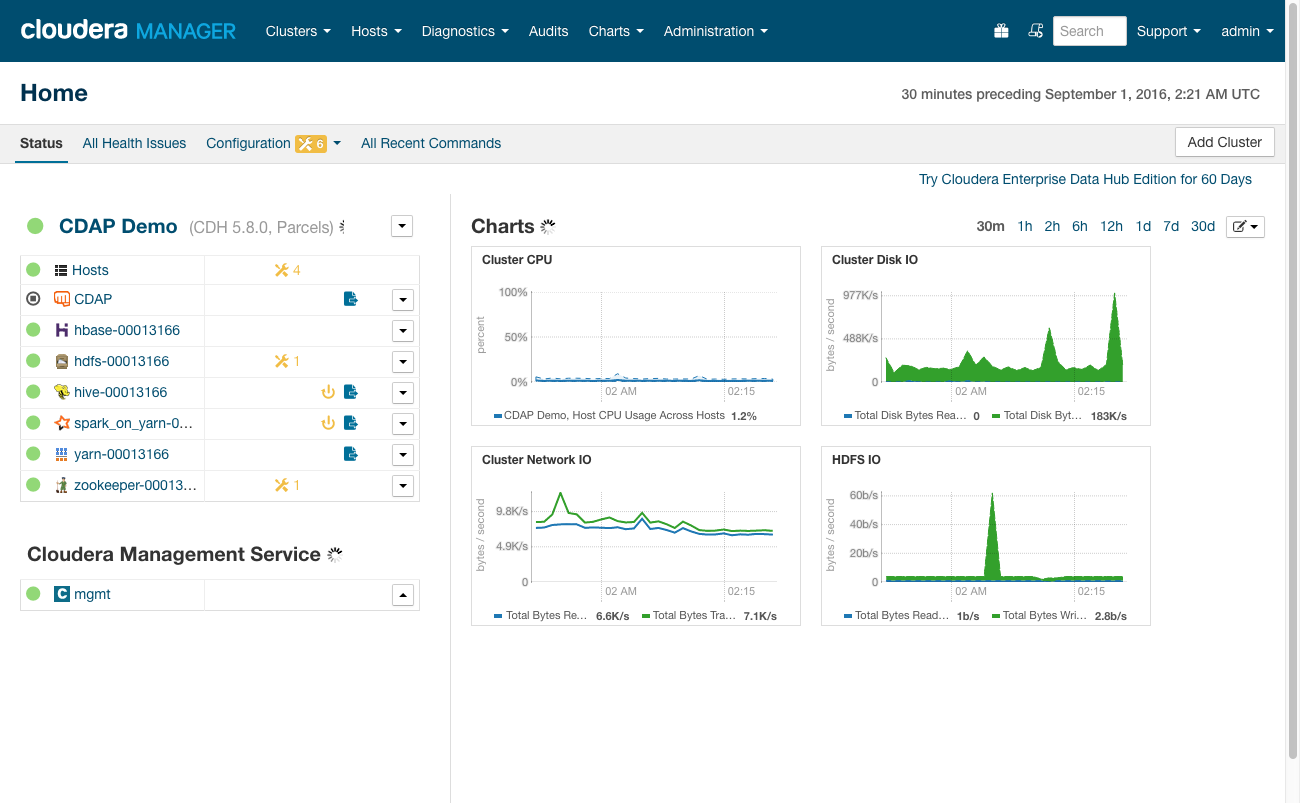 cloudera MANAGER Clusters Hosts Diagnostics Audits Charts Administration Search Support admin
Home
30 minutes preceding September 1, 2016, 2:21 AM UTC
Status All Health Issues Configuration 6 All Recent Commands Add Cluster
Try Cloudera Enterprise Data Hub Edition for 60 Days
CDAP Demo (CDH 5.8.0, Parcels)
Hosts 4
CDAP
hbase-00013166
hdfs-00013166 1
hive-00013166
spark_on_yarn-0...
yarn-00013166
zookeeper-00013... 1
Cloudera Management Service
C mgmt
Charts 30m 1h 2h 6h 12h 1d 7d 30d
Cluster CPU
percent
100%
50%
0%
02 AM 02:15
CDAP Demo, Host CPU Usage Across Hosts 1.2%
Cluster Disk IO
bytes / second
977K/s
488K/s
0
02 AM 02:15
Total Disk Bytes Rea... 0 Total Disk Byt... 183K/s
Cluster Network IO
bytes / second
9.8K/s
4.9K/s
0
02 AM 02:15
Total Bytes Re... 6.6K/s Total Bytes Tra... 7.1K/s
HDFS IO
bytes / second
60b/s
40b/s
20b/s
0
02 AM 02:15
Total Bytes Read... 1b/s Total Bytes Wri... 2.8b/s